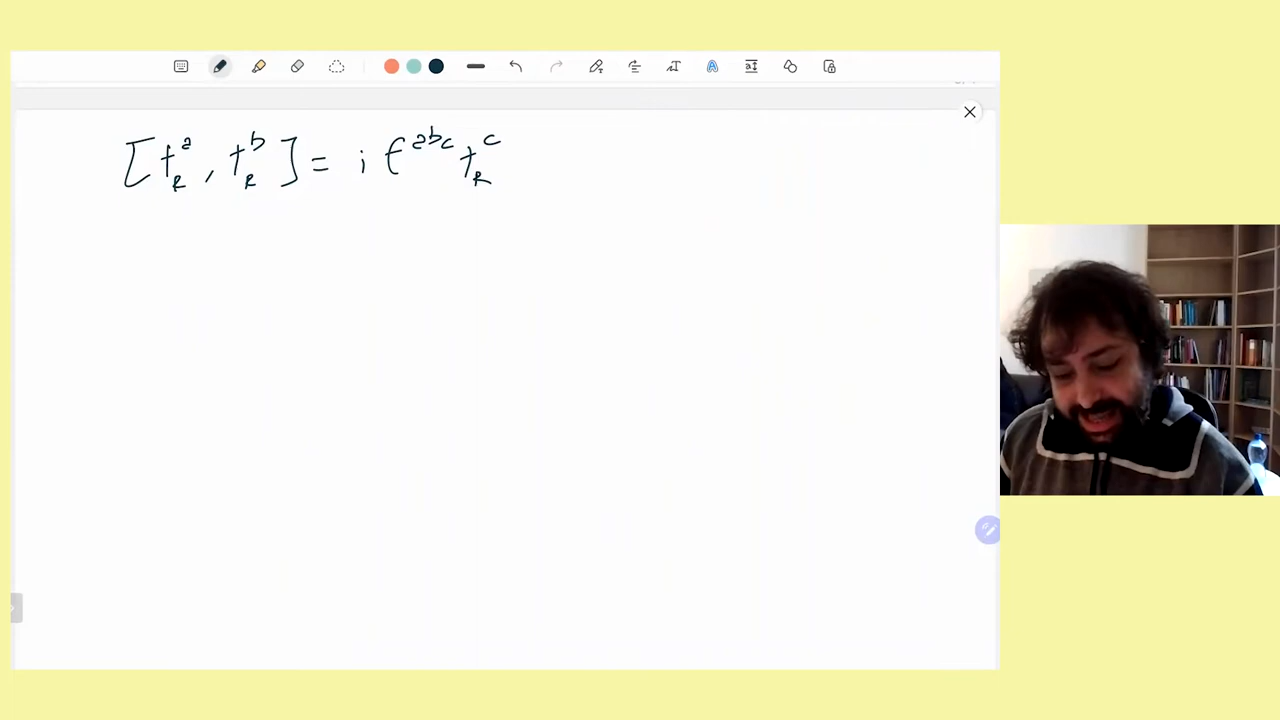 [t_R^a, t_R^b] = i f^{abc} t_R^c